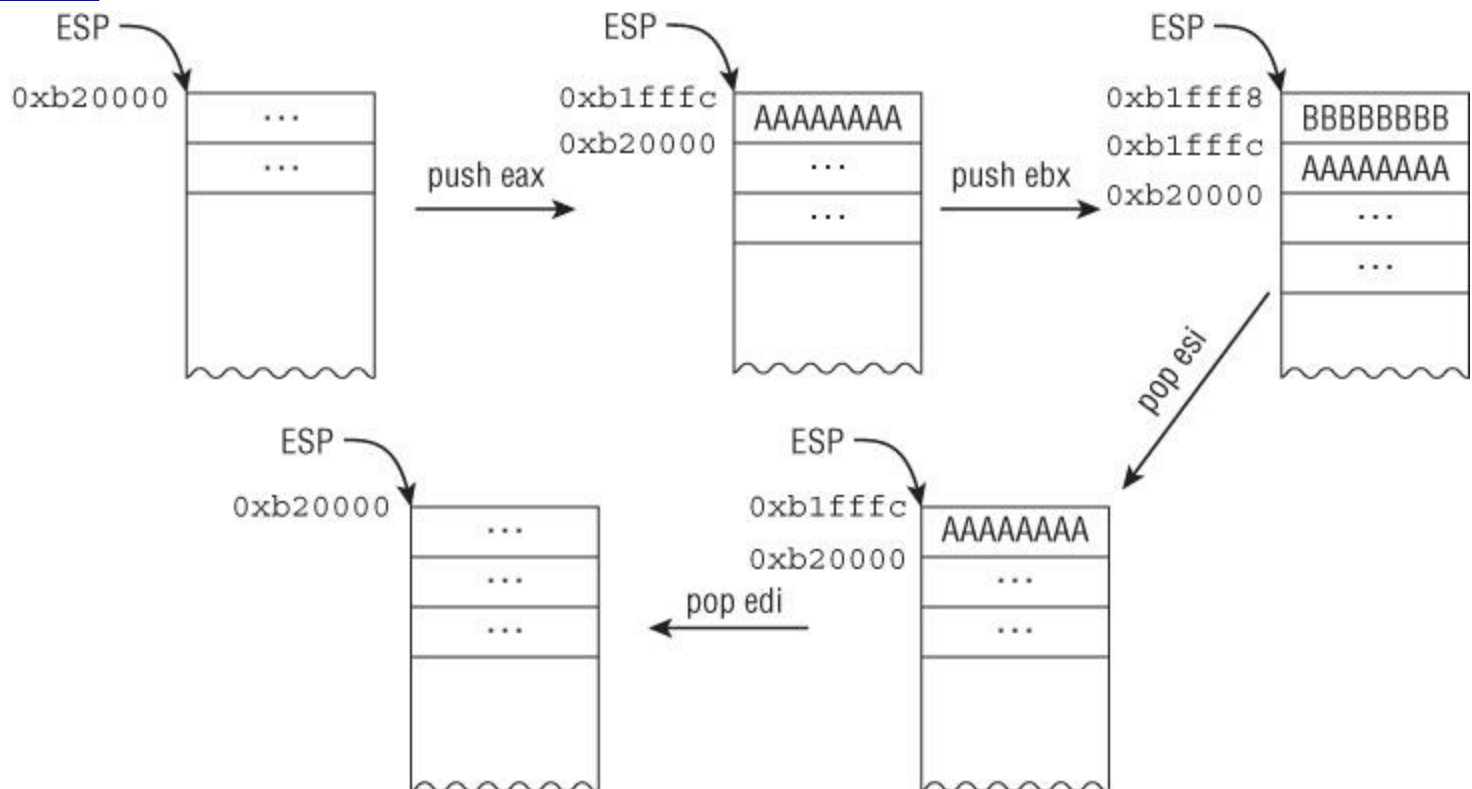 ESP
0xb20000
...
...
push eax
ESP
0xb1fffc
0xb20000
AAAAAAAA
...
...
push ebx
ESP
0xb1fff8
0xb1fffc
0xb20000
BBBBBBBB
AAAAAAAA
...
...
pop esi
ESP
0xb1fffc
0xb20000
AAAAAAAA
...
...
pop edi
ESP
0xb20000
...
...
...